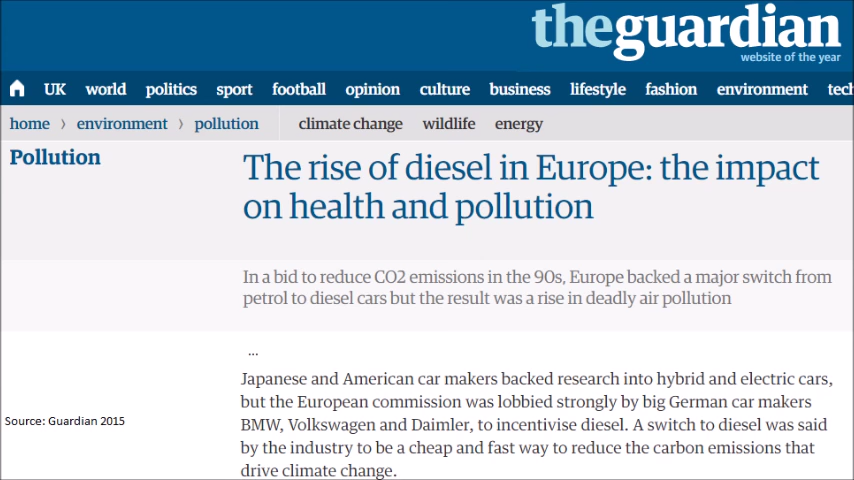 theguardian
website of the year
UK world politics sport football opinion culture business lifestyle fashion environment tech
home › environment › pollution climate change wildlife energy
Pollution
The rise of diesel in Europe: the impact
on health and pollution
In a bid to reduce CO2 emissions in the 90s, Europe backed a major switch from
petrol to diesel cars but the result was a rise in deadly air pollution
...
Japanese and American car makers backed research into hybrid and electric cars,
but the European commission was lobbied strongly by big German car makers
BMW, Volkswagen and Daimler, to incentivise diesel. A switch to diesel was said
by the industry to be a cheap and fast way to reduce the carbon emissions that
drive climate change.
Source: Guardian 2015